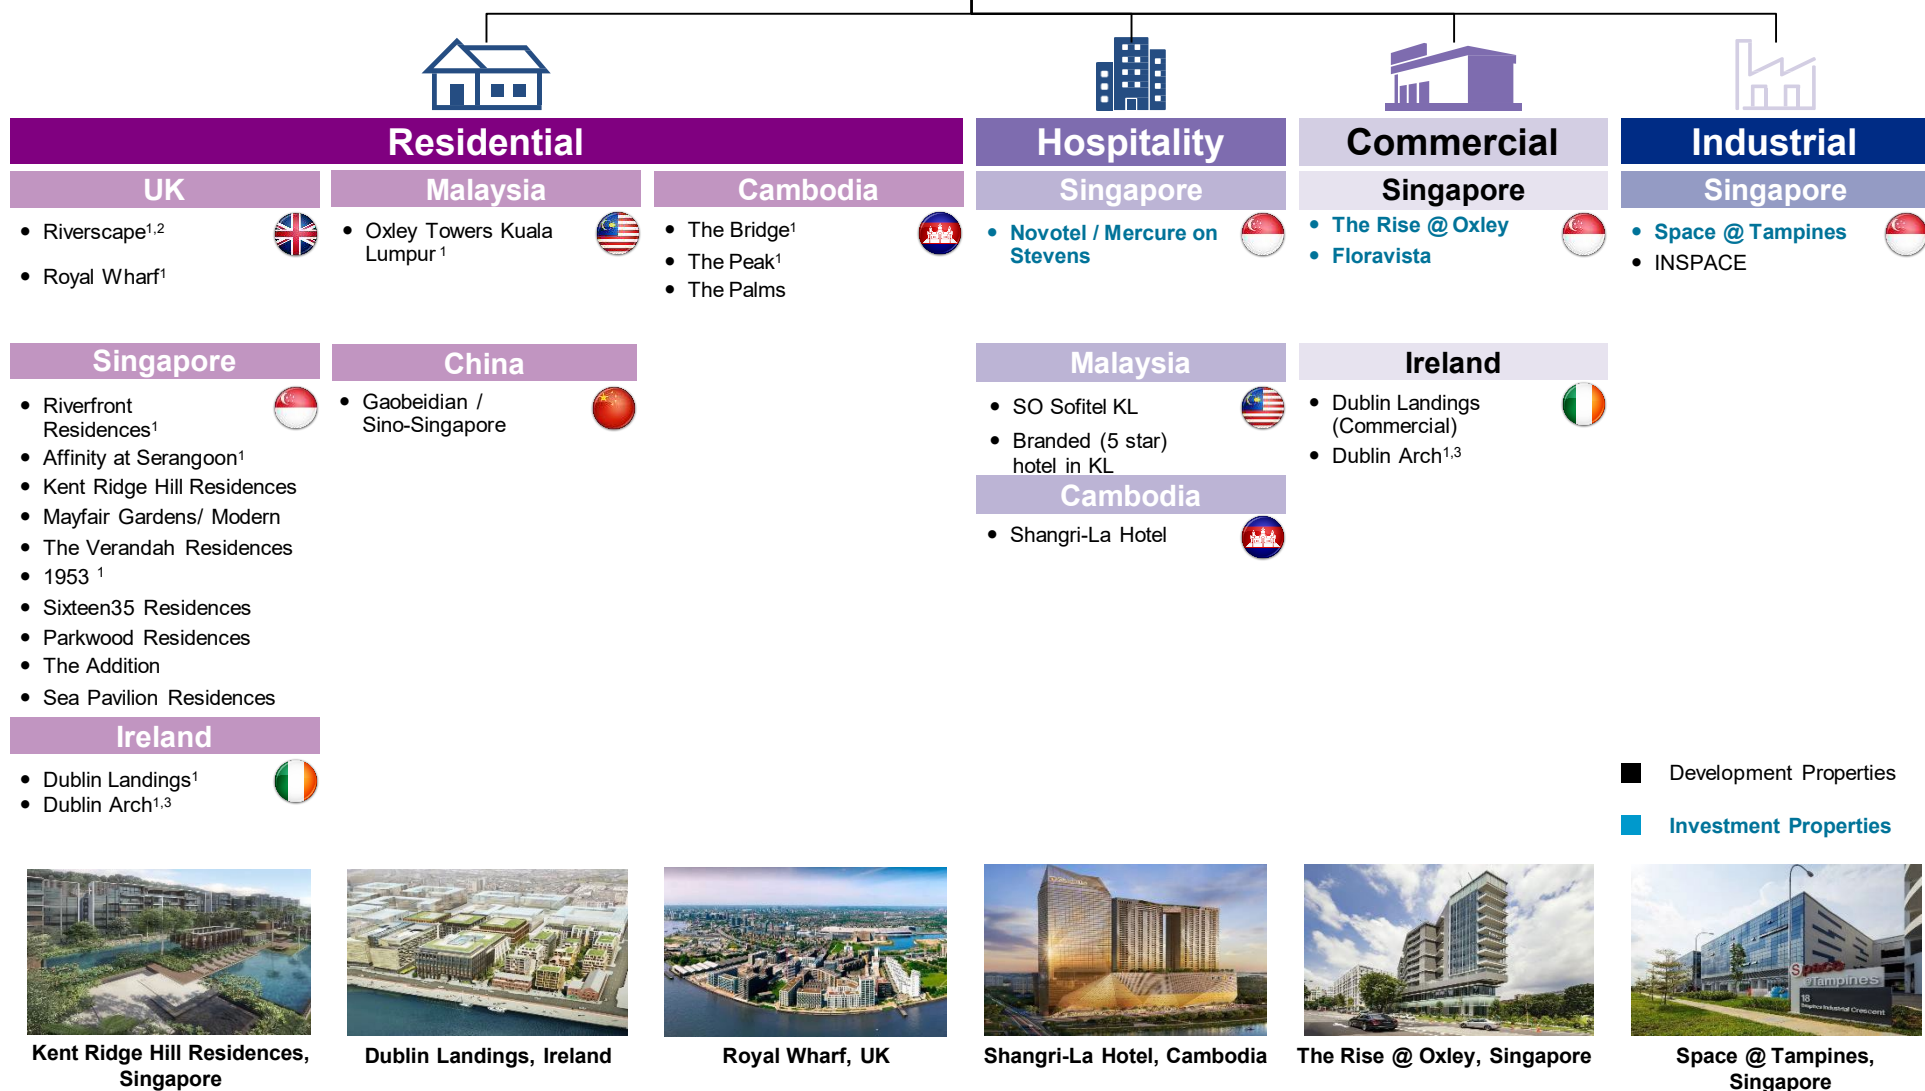 Residential
Hospitality
Commercial
Industrial
UK
Riverscape1,2
Royal Wharf1
Malaysia
Oxley Towers Kuala
Lumpur 1
Cambodia
The Bridge1
The Peak1
The Palms
Singapore
Novotel / Mercure on
Stevens
Singapore
The Rise @ Oxley
Floravista
Singapore
Space @ Tampines
INSPACE
Singapore
Riverfront
Residences1
Affinity at Serangoon1
Kent Ridge Hill Residences
Mayfair Gardens/ Modern
The Verandah Residences
1953 1
Sixteen35 Residences
Parkwood Residences
The Addition
Sea Pavilion Residences
China
Gaobeidian /
Sino-Singapore
Malaysia
SO Sofitel KL
Branded (5 star)
hotel in KL
Cambodia
Shangri-La Hotel
Ireland
Dublin Landings
(Commercial)
Dublin Arch1,3
Ireland
Dublin Landings1
Dublin Arch1,3
Development Properties
Investment Properties
Space
@Tampines
18
Tampines Industrial Crescent
Kent Ridge Hill Residences,
Singapore
Dublin Landings, Ireland
Royal Wharf, UK
Shangri-La Hotel, Cambodia
The Rise @ Oxley, Singapore
Space @ Tampines,
Singapore